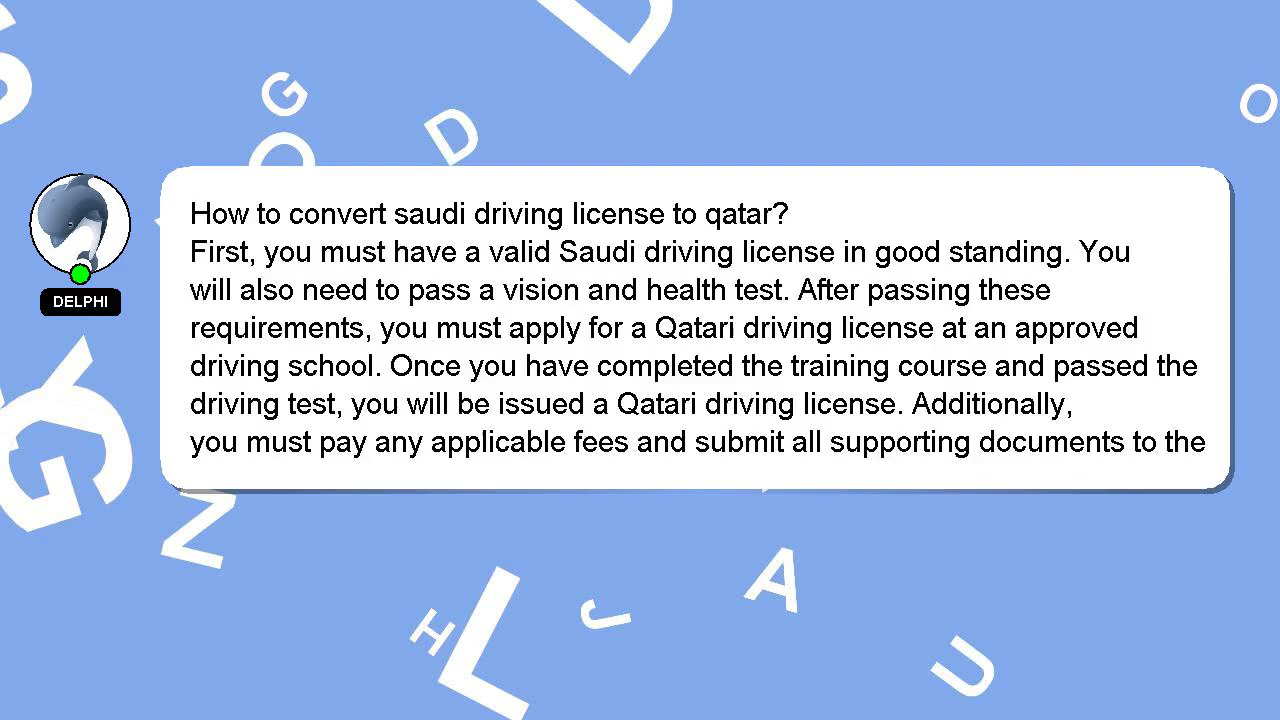 How to convert saudi driving license to qatar?
First, you must have a valid Saudi driving license in good standing. You
will also need to pass a vision and health test. After passing these
requirements, you must apply for a Qatari driving license at an approved
driving school. Once you have completed the training course and passed the
driving test, you will be issued a Qatari driving license. Additionally,
you must pay any applicable fees and submit all supporting documents to the
DELPHI
S
G
D
D
O
O
Y
G
N
H
L
J
A
U